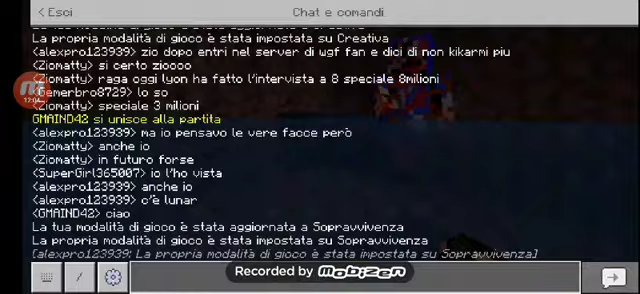 < Esci
Chat e comandi
La propria modalità di gioco è stata impostata su Creativa
<alexpro123939> zio dopo entri nel server di wgf fan e dici di non kikarmi piu
<Ziomatty> si certo zioooo
<Ziomatty> raga oggi lyon ha fatto l'intervista a 8 speciale 8milioni
<Gemerbro8729> lo so
<Ziomatty> speciale 3 milioni
GMAIND42 si unisce alla partita
<alexpro123939> ma io pensavo le vere facce però
<Ziomatty> anche io
<Ziomatty> in futuro forse
<SuperGirl365007> io l'ho vista
<alexpro123939> anche io
<alexpro123939> c'è lunar
<GMAIND42> ciao
La tua modalità di gioco è stata aggiornata a Sopravvivenza
La propria modalità di gioco è stata impostata su Sopravvivenza
[alexpro123939: La propria modalità di gioco è stata impostata su Sopravvivenza]
/
Recorded by mobizen